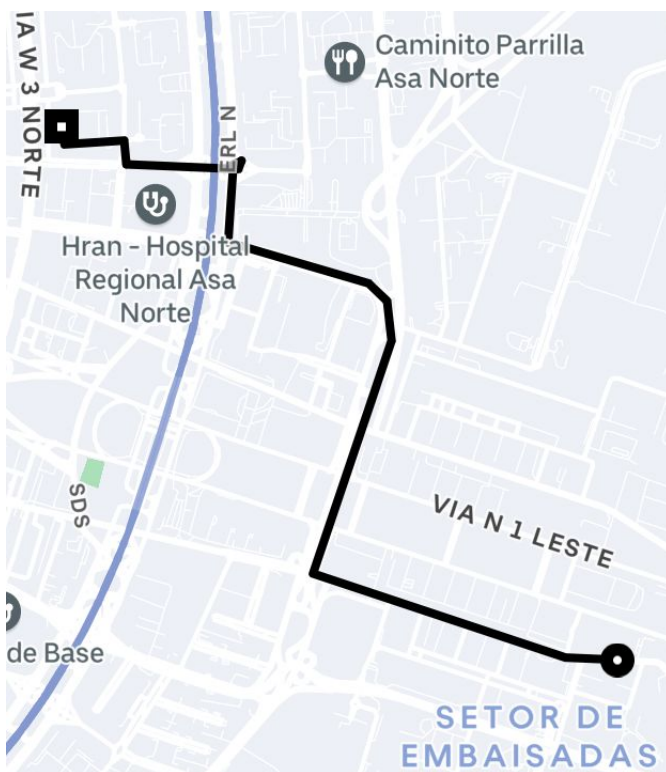 IA W 3 NORTE
Caminito Parrilla
Asa Norte
ERL N
Hran - Hospital
Regional Asa
Norte
SDS
VIA N 1 LESTE
de Base
SETOR DE
EMBAISADAS